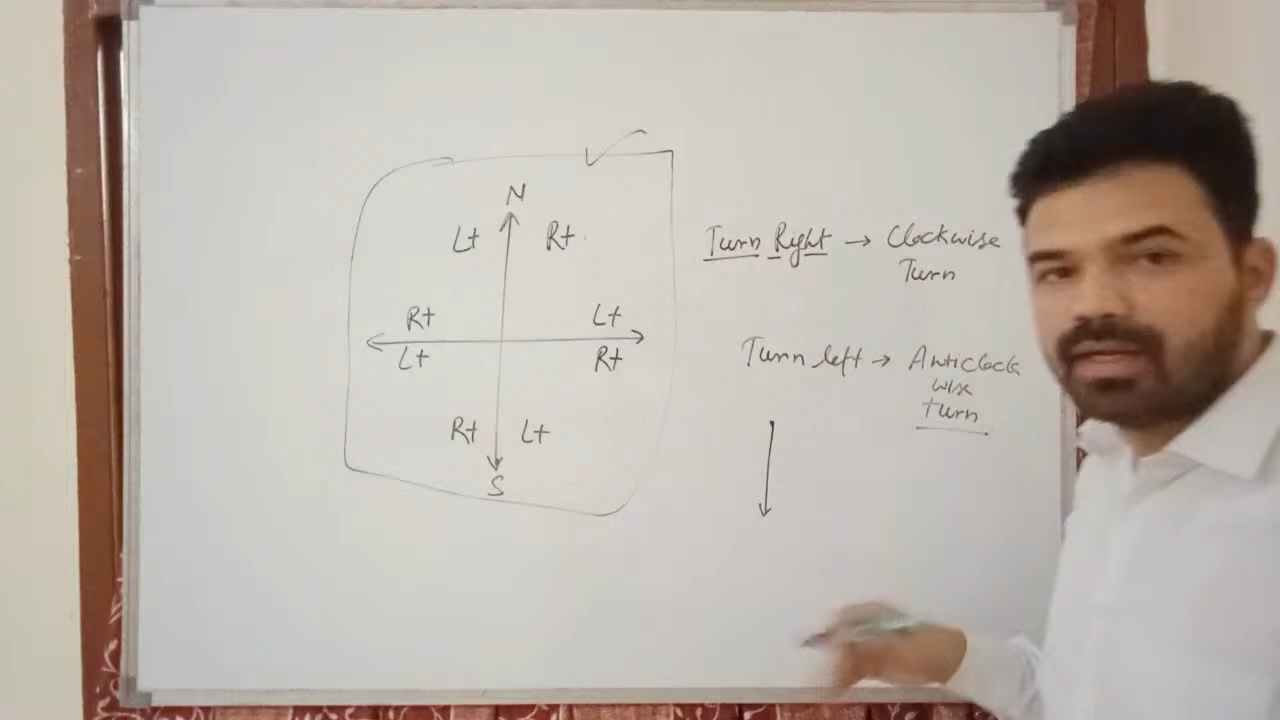 N
Lt Rt
Rt Lt
Lt Rt
Rt Lt
S
Turn Right → Clockwise
Turn
Turn left → Anticlock
wise
turn